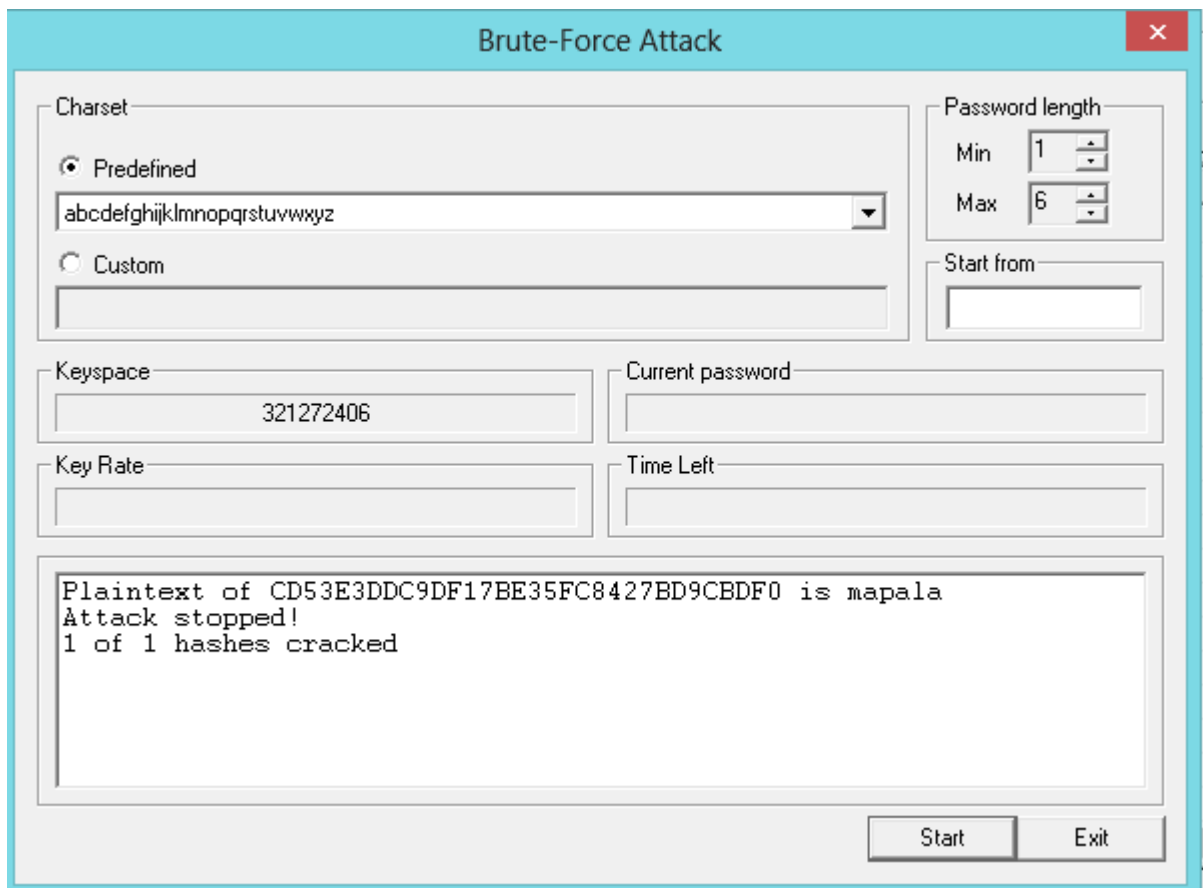 Brute-Force Attack
Charset
Predefined
abcdefghijklmnopqrstuvwxyz
Custom
Password length
Min 1
Max 6
Start from
Keyspace
321272406
Current password
Key Rate
Time Left
Plaintext of CD53E3DDC9DF17BE35FC8427BD9CBDF0 is mapala
Attack stopped!
1 of 1 hashes cracked
Start
Exit